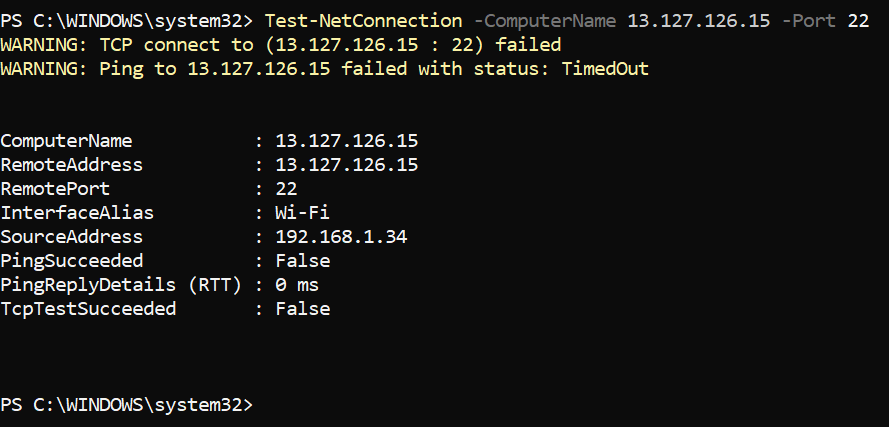 PS C:\WINDOWS\system32> Test-NetConnection -ComputerName 13.127.126.15 -Port 22
WARNING: TCP connect to (13.127.126.15 : 22) failed
WARNING: Ping to 13.127.126.15 failed with status: TimedOut
ComputerName           : 13.127.126.15
RemoteAddress          : 13.127.126.15
RemotePort             : 22
InterfaceAlias         : Wi-Fi
SourceAddress          : 192.168.1.34
PingSucceeded          : False
PingReplyDetails (RTT) : 0 ms
TcpTestSucceeded       : False
PS C:\WINDOWS\system32>